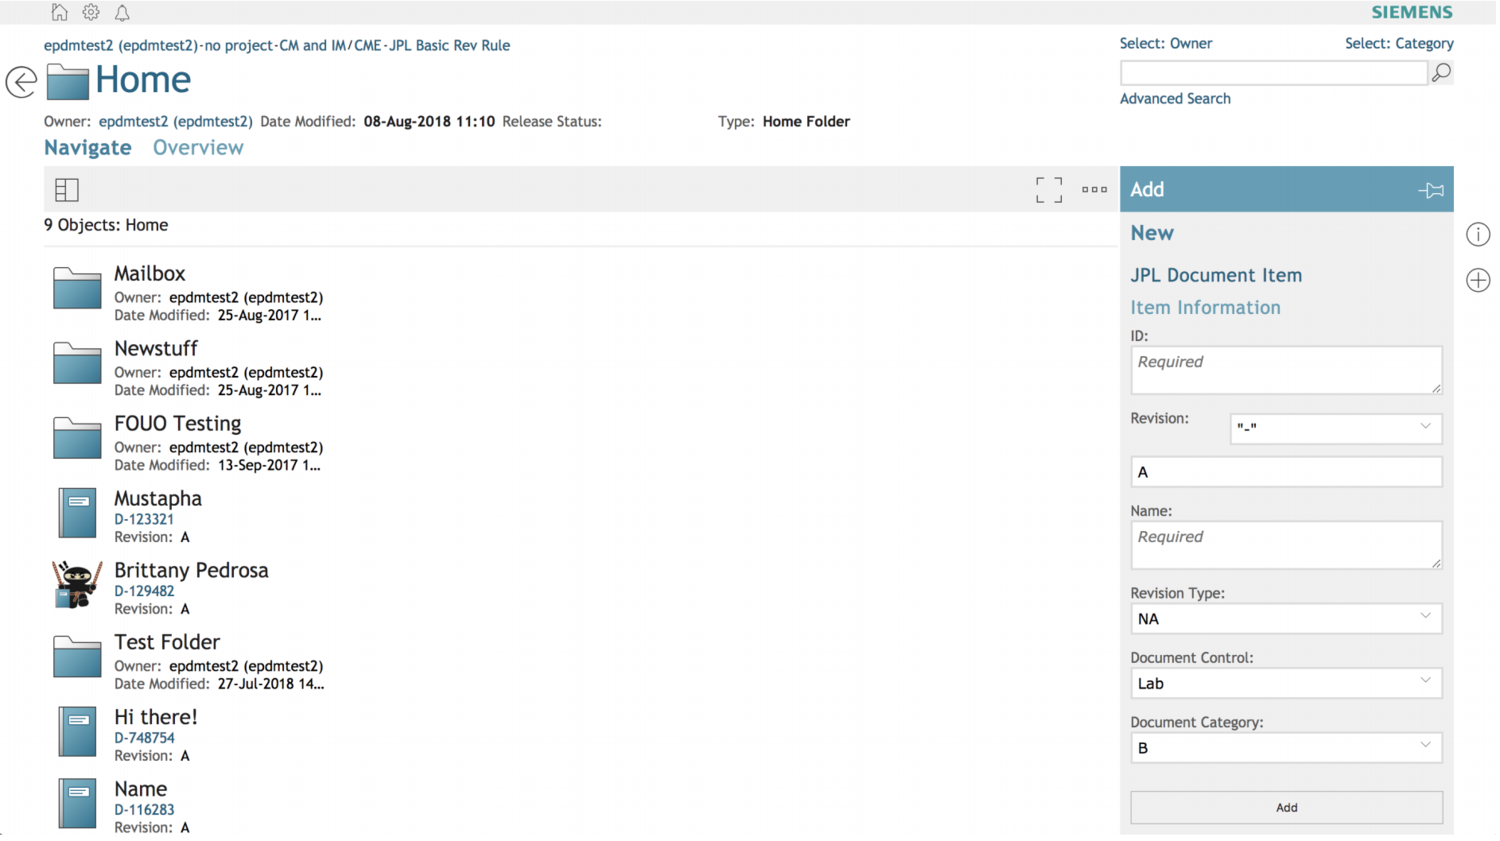 SIEMENS
epdmtest2 (epdmtest2)-no project-CM and IM/CME-JPL Basic Rev Rule
Select: Owner
Select: Category
Home
Advanced Search
Owner: epdmtest2 (epdmtest2) Date Modified: 08-Aug-2018 11:10 Release Status:
Type: Home Folder
Navigate Overview
9 Objects: Home
Mailbox
Owner: epdmtest2 (epdmtest2)
Date Modified: 25-Aug-2017 1...
Newstuff
Owner: epdmtest2 (epdmtest2)
Date Modified: 25-Aug-2017 1...
FOUO Testing
Owner: epdmtest2 (epdmtest2)
Date Modified: 13-Sep-2017 1...
Mustapha
D-123321
Revision: A
Brittany Pedrosa
D-129482
Revision: A
Test Folder
Owner: epdmtest2 (epdmtest2)
Date Modified: 27-Jul-2018 14...
Hi there!
D-748754
Revision: A
Name
D-116283
Revision: A
Add
New
JPL Document Item
Item Information
ID:
Required
Revision:
"-"
A
Name:
Required
Revision Type:
NA
Document Control:
Lab
Document Category:
B
Add